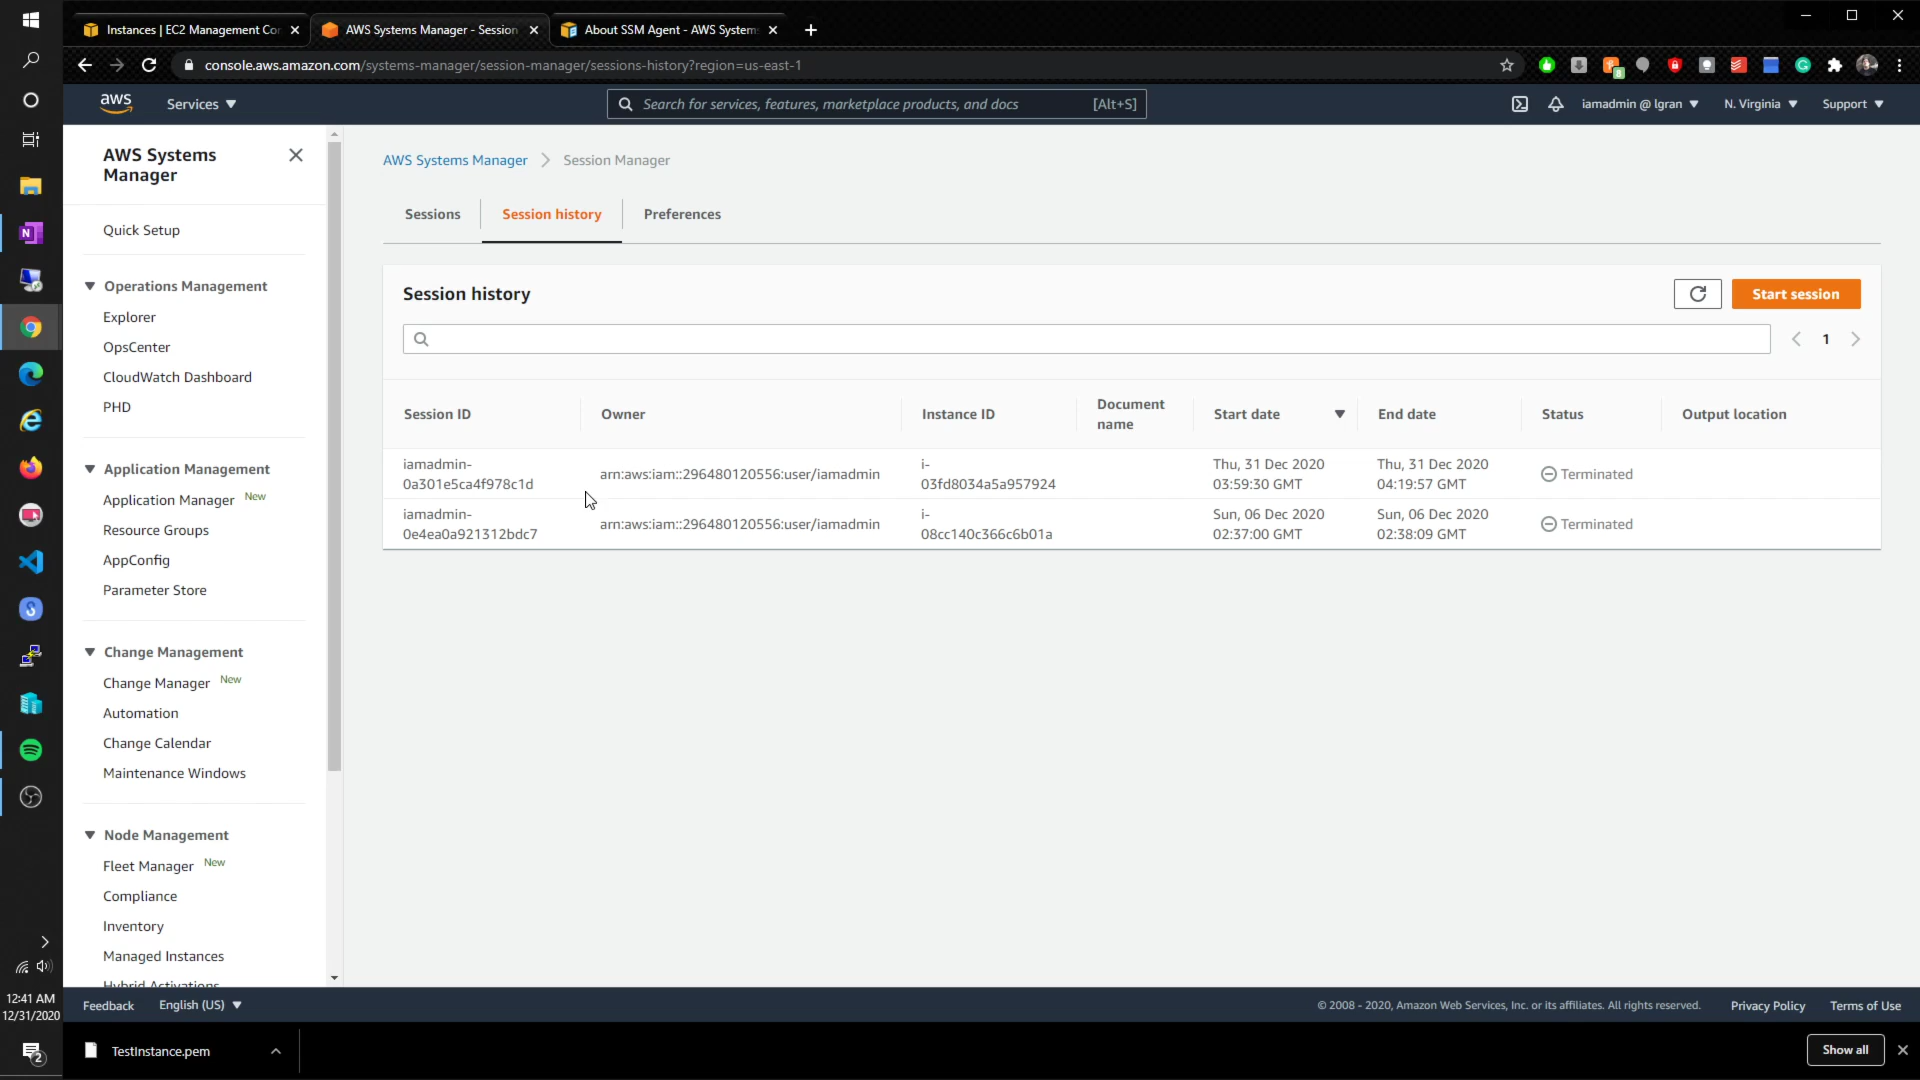 Instances | EC2 Management Co
AWS Systems Manager - Session
About SSM Agent - AWS System
console.aws.amazon.com/systems-manager/session-manager/sessions-history?region=us-east-1
8
aws
Services
Search for services, features, marketplace products, and docs
[Alt+S]
iamadmin @ lgran
N. Virginia
Support
AWS Systems
Manager
Quick Setup
Operations Management
Explorer
OpsCenter
CloudWatch Dashboard
PHD
Application Management
Application Manager New
Resource Groups
AppConfig
Parameter Store
Change Management
Change Manager New
Automation
Change Calendar
Maintenance Windows
Node Management
Fleet Manager New
Compliance
Inventory
Managed Instances
Hybrid Activations
AWS Systems Manager
Session Manager
Sessions
Session history
Preferences
Session history
Start session
1
Session ID
Owner
Instance ID
Document
name
Start date
End date
Status
Output location
iamadmin-
0a301e5ca4f978c1d
arn:aws:iam::296480120556:user/iamadmin
i-
03fd8034a5a957924
Thu, 31 Dec 2020
03:59:30 GMT
Thu, 31 Dec 2020
04:19:57 GMT
Terminated
iamadmin-
0e4ea0a921312bdc7
arn:aws:iam::296480120556:user/iamadmin
i-
08cc140c366c6b01a
Sun, 06 Dec 2020
02:37:00 GMT
Sun, 06 Dec 2020
02:38:09 GMT
Terminated
Feedback
English (US)
© 2008 - 2020, Amazon Web Services, Inc. or its affiliates. All rights reserved.
Privacy Policy
Terms of Use
12:41 AM
12/31/2020
2
TestInstance.pem
Show all